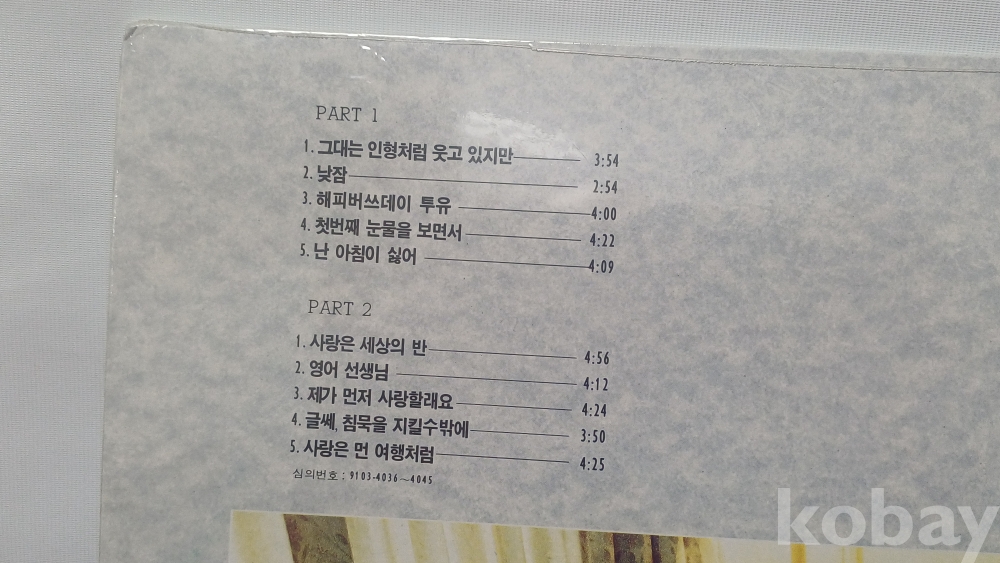 PART 1
1. 그대는 인형처럼 웃고 있지만 3:54
2. 낮잠 2:54
3. 해피버쓰데이 투유 4:00
4. 첫번째 눈물을 보면서 4:22
5. 난 아침이 싫어 4:09
PART 2
1. 사랑은 세상의 반 4:56
2. 영어 선생님 4:12
3. 제가 먼저 사랑할래요 4:24
4. 글쎄, 침묵을 지킬수밖에 3:50
5. 사랑은 먼 여행처럼 4:25
심의번호 : 9103-4036~4045
kobay